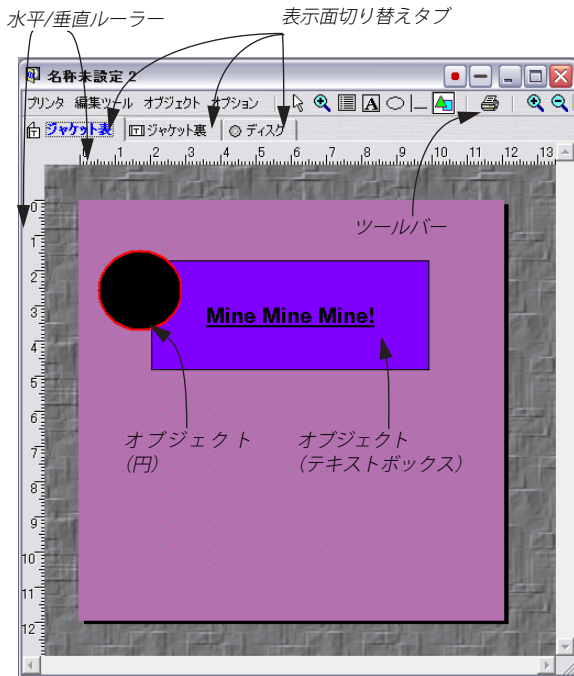 水平/垂直ルーラー
表示面切り替えタブ
名称未設定 2
プリンタ 編集ツール オブジェクト オプション
A
ジャケット表 ジャケット裏 ディスク
0 1 2 3 4 5 6 7 8 9 10 11 12 13
ツールバー
0
1
2
3
4
5
6
7
8
9
10
11
12
Mine Mine Mine!
オブジェクト
(円)
オブジェクト
(テキストボックス)